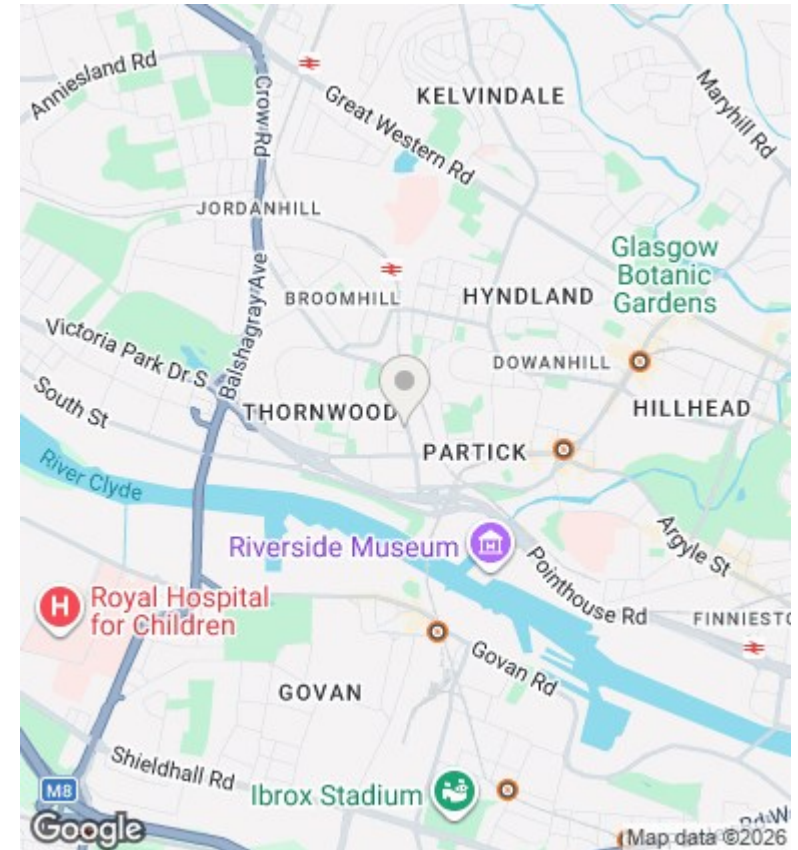 Anniesland Rd
Crow Rd
Great Western Rd
KELVINDALE
Maryhill Rd
JORDANHILL
Glasgow
Botanic
Gardens
BROOMHILL
HYNDLAND
Victoria Park Dr S
Balshagray Ave
DOWANHILL
South St
THORNWOOD
HILLHEAD
PARTICK
River Clyde
Riverside Museum
Argyle St
Pointhouse Rd
H
Royal Hospital
for Children
FINNIESTO
Govan Rd
GOVAN
Shieldhall Rd
M8
Ibrox Stadium
Google
Map data ©2026